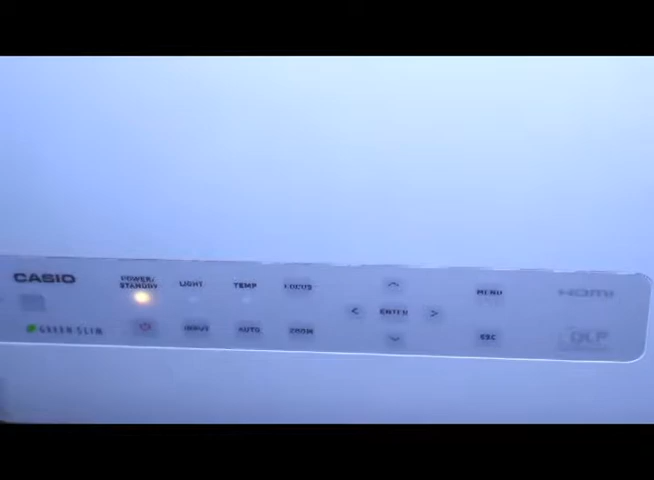 CASIO
POWER/
STANDBY
LIGHT
TEMP
FOCUS
MENU
HDMI
ENTER
GREEN SLIM
INPUT
AUTO
ZOOM
ESC
DLP